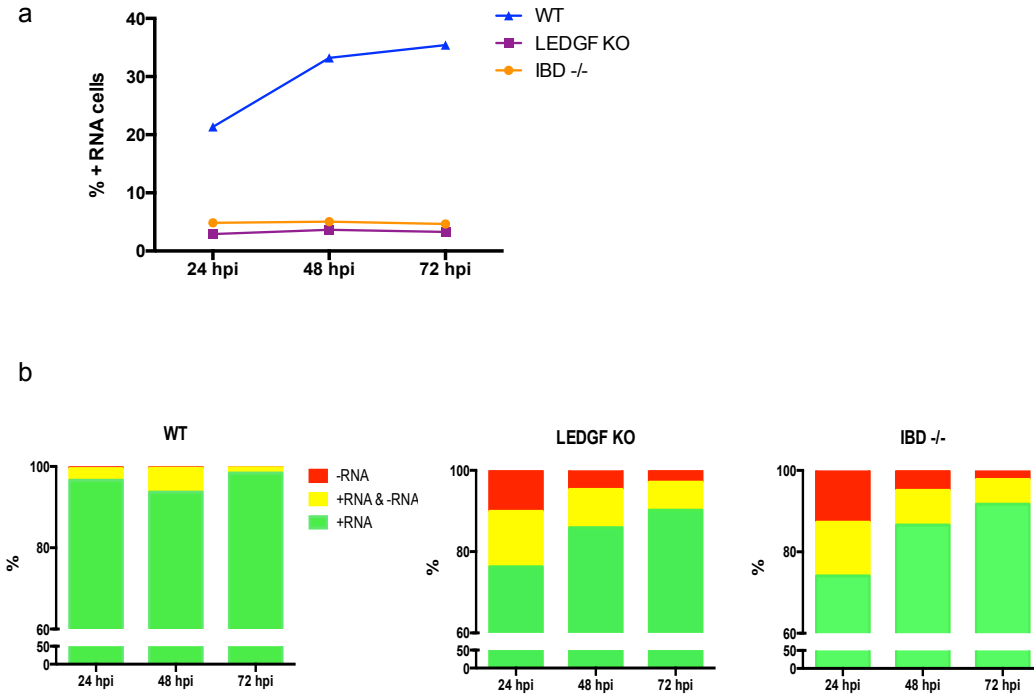 a
40
30
20
10
0
% + RNA cells
24 hpi
48 hpi
72 hpi
WT
LEDGF KO
IBD -/-
b
WT
100
80
60
50
0
%
24 hpi
48 hpi
72 hpi
-RNA
+RNA & -RNA
+RNA
LEDGF KO
100
80
60
50
0
%
24 hpi
48 hpi
72 hpi
IBD -/-
100
80
60
50
0
%
24 hpi
48 hpi
72 hpi